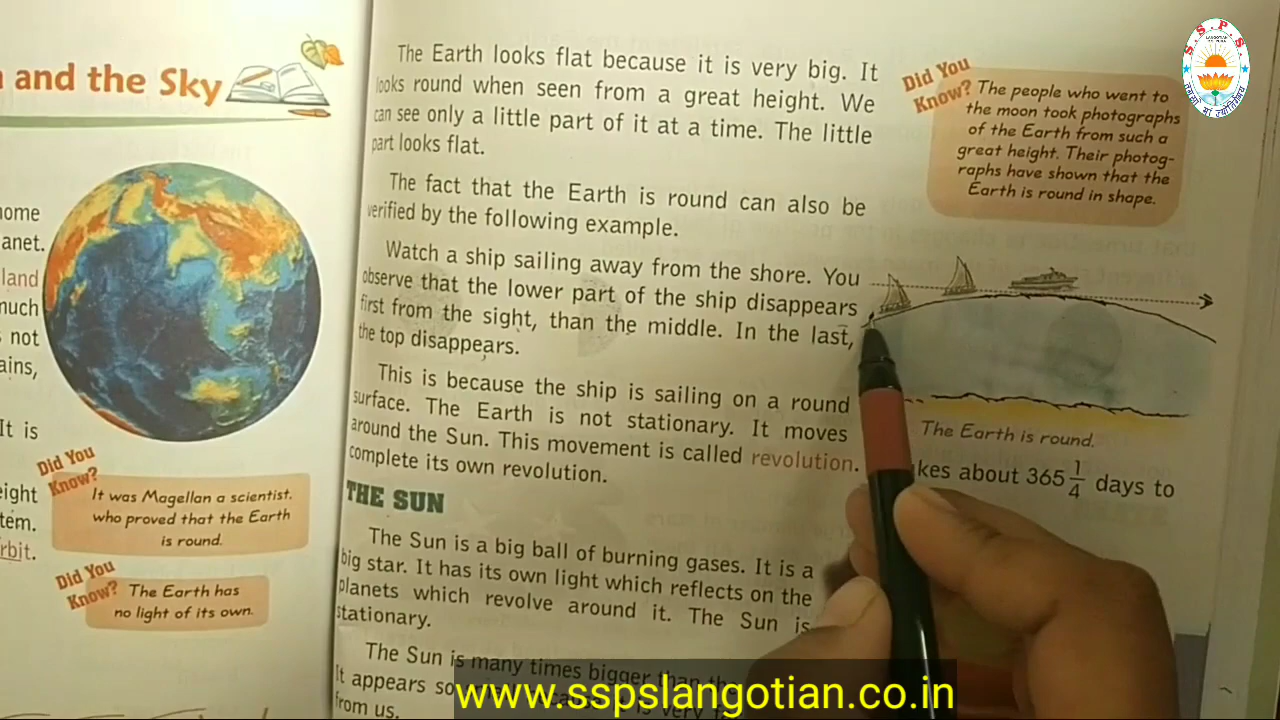 and the Sky
home
anet.
land
much
not
ains,
It is
eight
tem.
rbit.
Did You
Know?
It was Magellan a scientist.
who proved that the Earth
is round.
Did You
Know?
The Earth has
no light of its own.
The Earth looks flat because it is very big. It
looks round when seen from a great height. We
can see only a little part of it at a time. The little
part looks flat.
The fact that the Earth is round can also be
verified by the following example.
Watch a ship sailing away from the shore. You
observe that the lower part of the ship disappears
first from the sight, than the middle. In the last,
the top disappears.
This is because the ship is sailing on a round
surface. The Earth is not stationary. It moves
around the Sun. This movement is called revolution.
kes about 365 1/4 days to
complete its own revolution.
THE SUN
The Sun is a big ball of burning gases. It is a
big star. It has its own light which reflects on the
planets which revolve around it. The Sun is
stationary.
The Sun is many times bigger than the
It appears so
from us.
Did You
Know?
The people who went to
the moon took photographs
of the Earth from such a
great height. Their photog-
raphs have shown that the
Earth is round in shape.
The Earth is round.
S.S.P.S
LANGOTIAN
www.sspslangotian.co.in